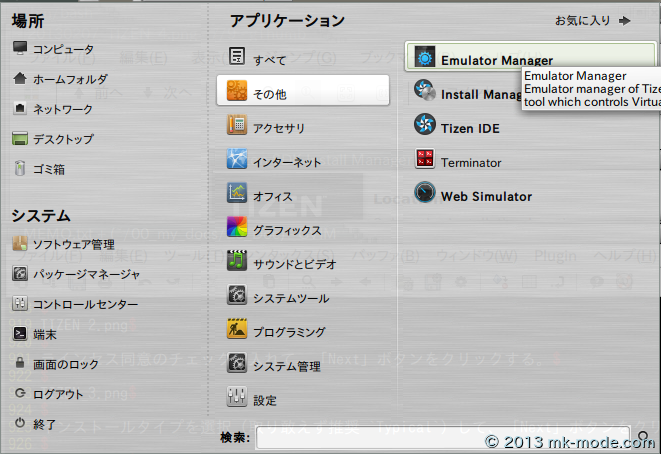 場所
コンピュータ
ホームフォルダ
ネットワーク
デスクトップ
ゴミ箱
システム
ソフトウェア管理
パッケージマネージャ
コントロールセンター
端末
画面のロック
ログアウト
終了
アプリケーション
お気に入り
すべて
その他
アクセサリ
インターネット
オフィス
グラフィックス
サウンドとビデオ
システムツール
プログラミング
システム管理
設定
Emulator Manager
Install Manag
Tizen IDE
Terminator
Web Simulator
Emulator Manager
Emulator manager of Tize
tool which controls Virtua
検索:
© 2013 mk-mode.com